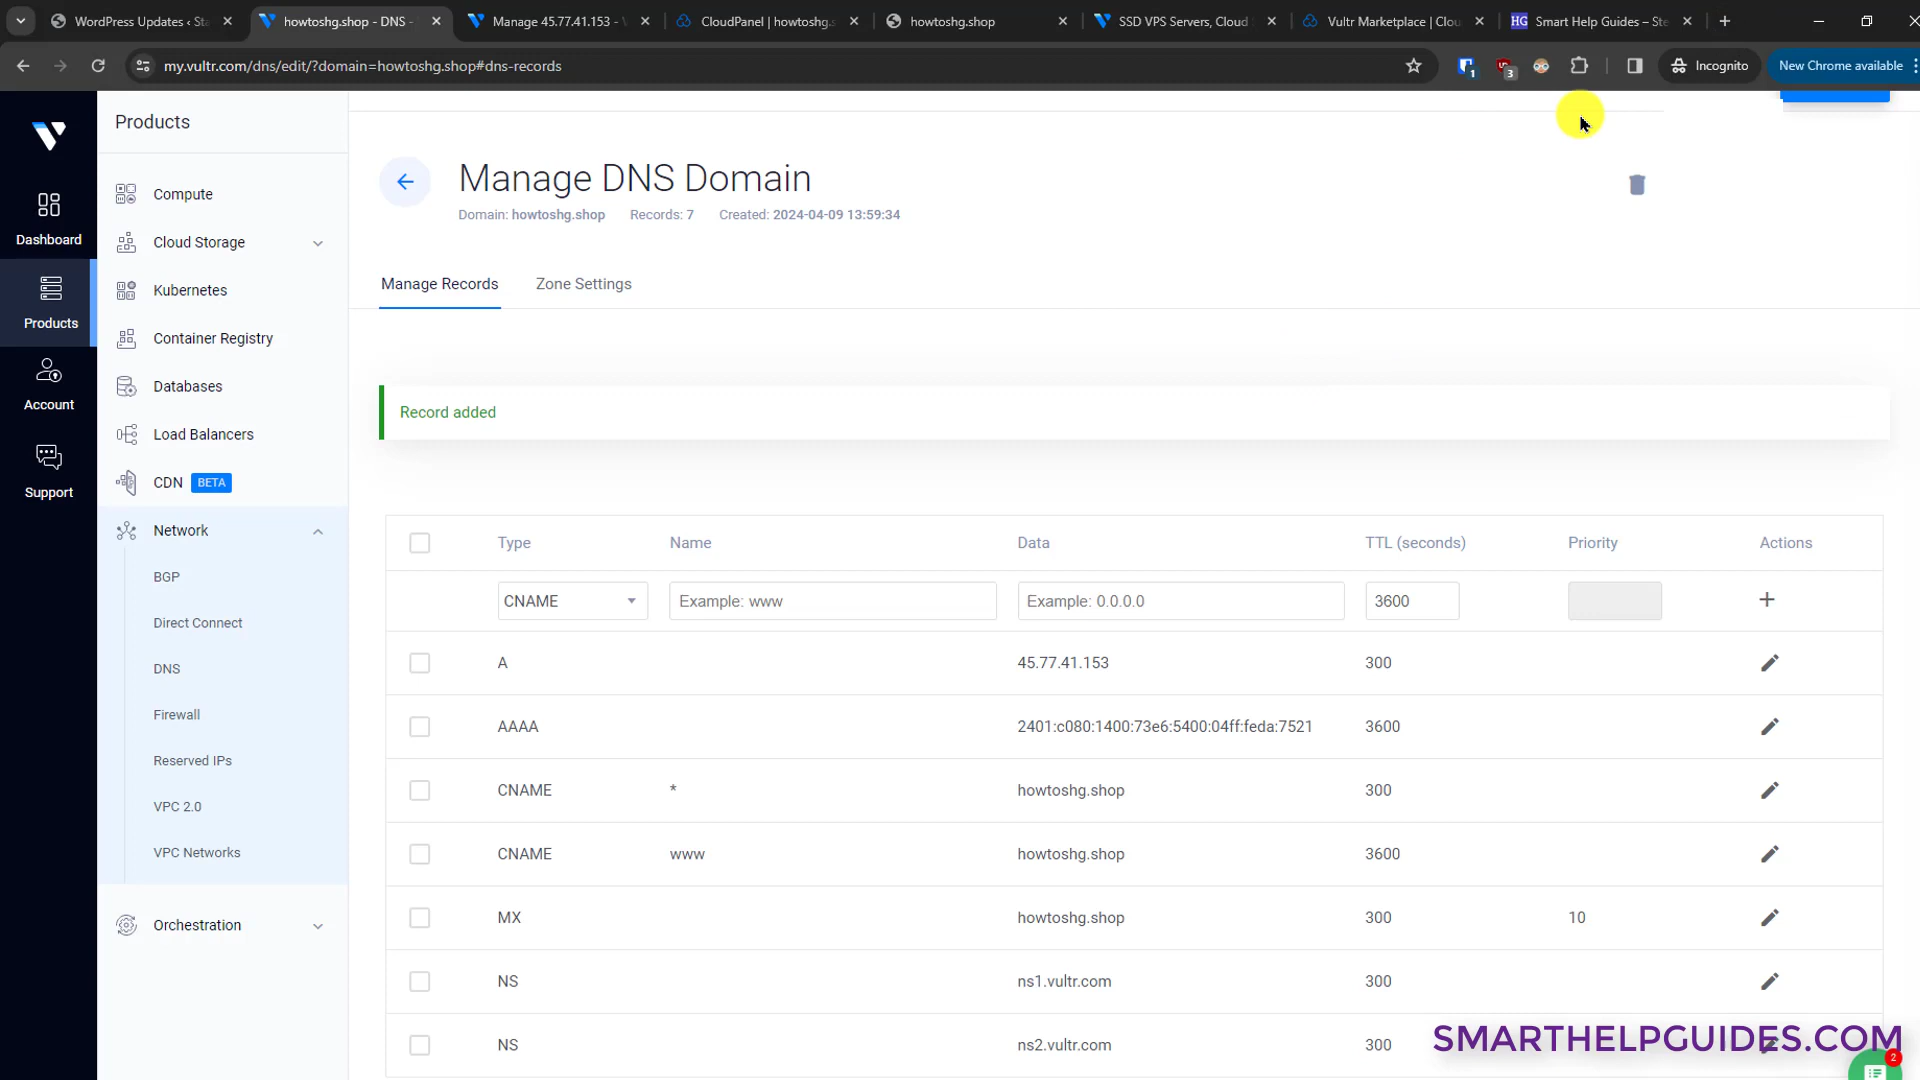 WordPress Updates ‹ St
howtoshg.shop - DNS -
Manage 45.77.41.153 -
CloudPanel | howtoshg.s
howtoshg.shop
SSD VPS Servers, Cloud
Vultr Marketplace | Clou
HG
Smart Help Guides – Ste
my.vultr.com/dns/edit/?domain=howtoshg.shop#dns-records
1
3
Incognito
New Chrome available
Products
Dashboard
Products
Account
Support
Compute
Cloud Storage
Kubernetes
Container Registry
Databases
Load Balancers
CDN BETA
Network
BGP
Direct Connect
DNS
Firewall
Reserved IPs
VPC 2.0
VPC Networks
Orchestration
Manage DNS Domain
Domain: howtoshg.shop Records: 7 Created: 2024-04-09 13:59:34
Manage Records Zone Settings
Record added
Type Name Data TTL (seconds) Priority Actions
CNAME Example: www Example: 0.0.0.0 3600 +
A 45.77.41.153 300
AAAA 2401:c080:1400:73e6:5400:04ff:feda:7521 3600
CNAME * howtoshg.shop 300
CNAME www howtoshg.shop 3600
MX howtoshg.shop 300 10
NS ns1.vultr.com 300
NS ns2.vultr.com 300
SMARTHELPGUIDES.COM
2